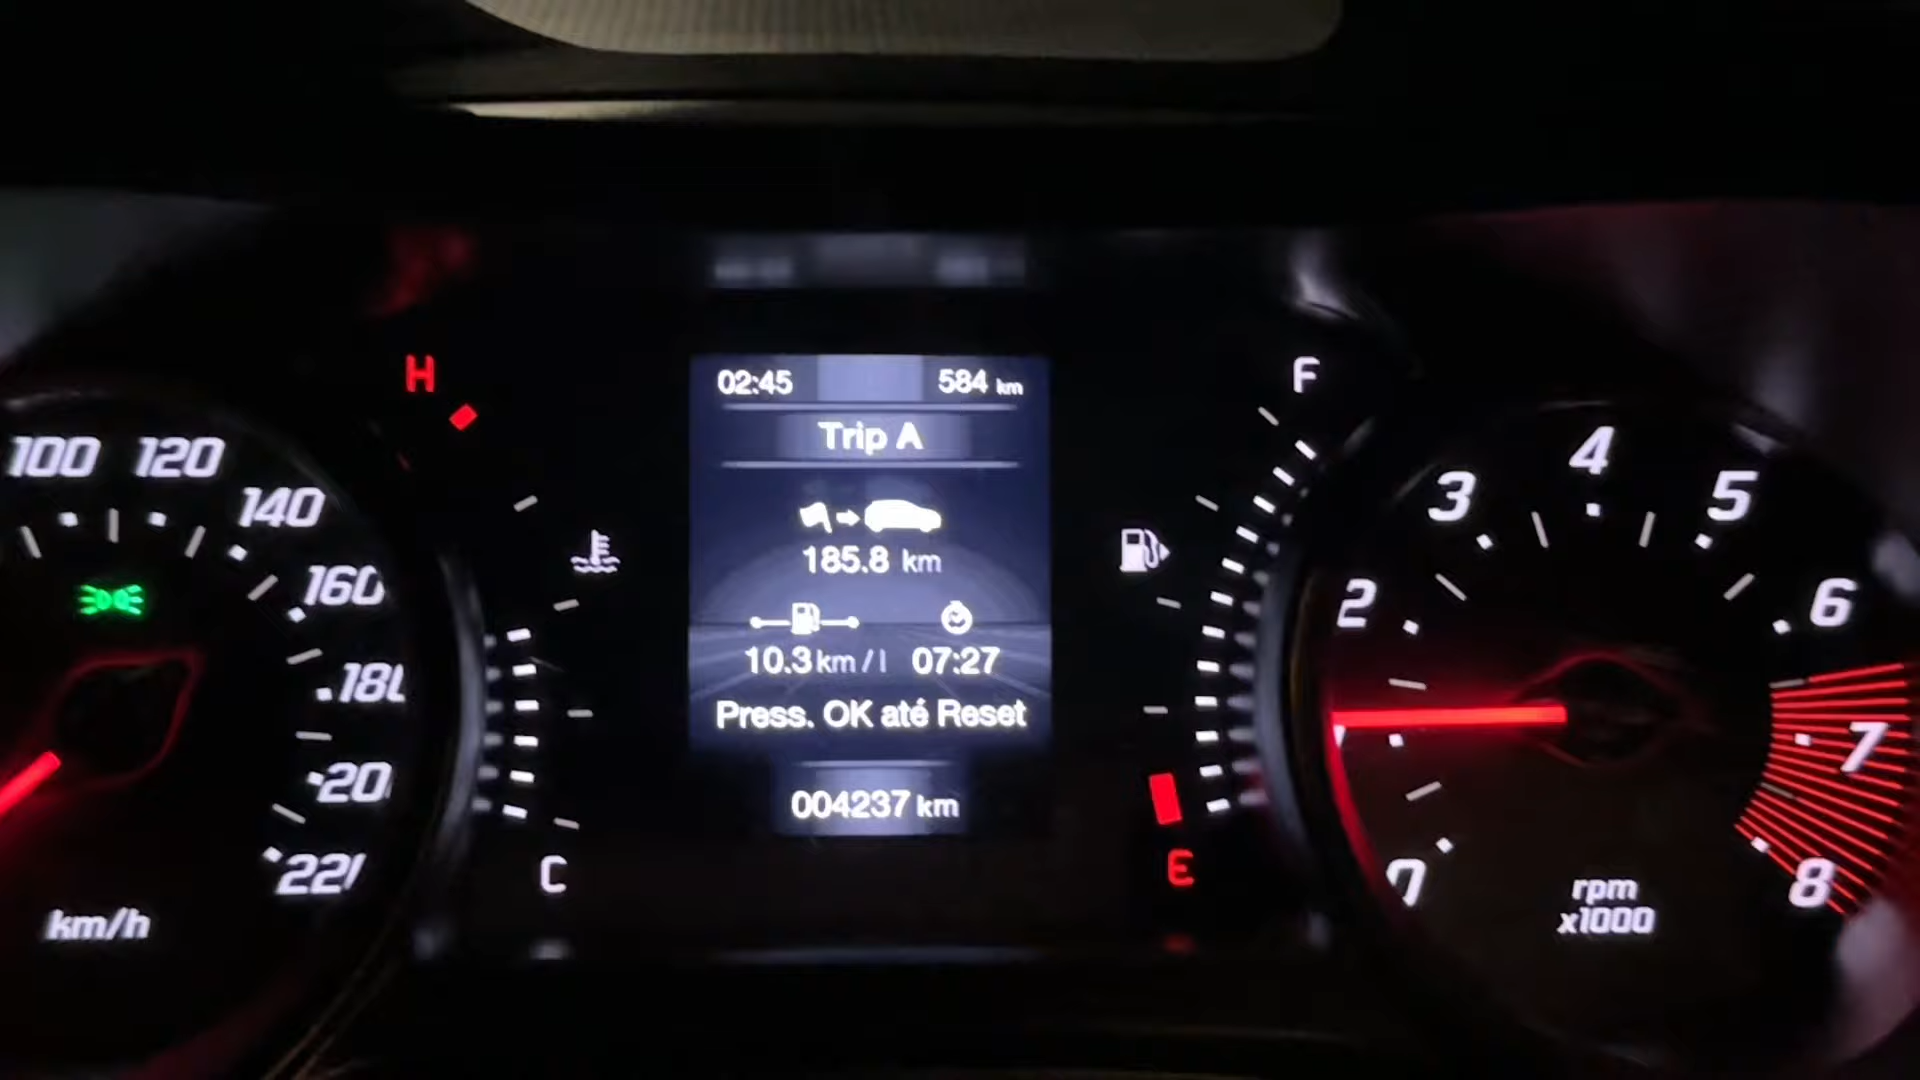 02:45 584 km
Trip A
185.8 km
10.3 km/l 07:27
Press. OK até Reset
004237 km
H
C
F
E
100 120
140
160
km/h
2 3 4 5 6 7 8
rpm
x1000